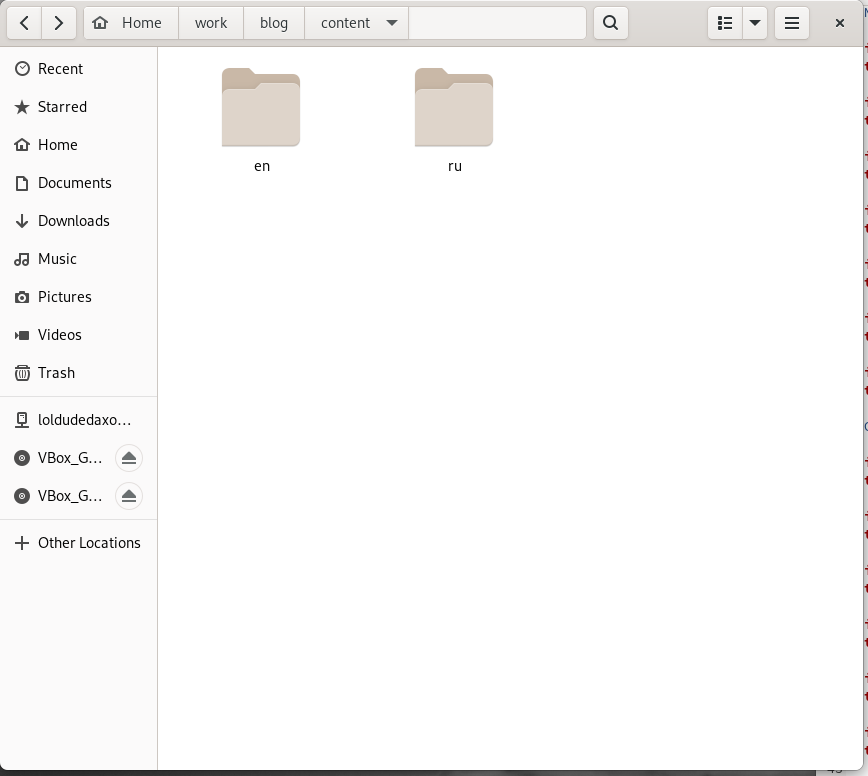 Home work blog content
Recent
Starred
Home
Documents
Downloads
Music
Pictures
Videos
Trash
loldudedaxo...
VBox_G...
VBox_G...
Other Locations
en ru